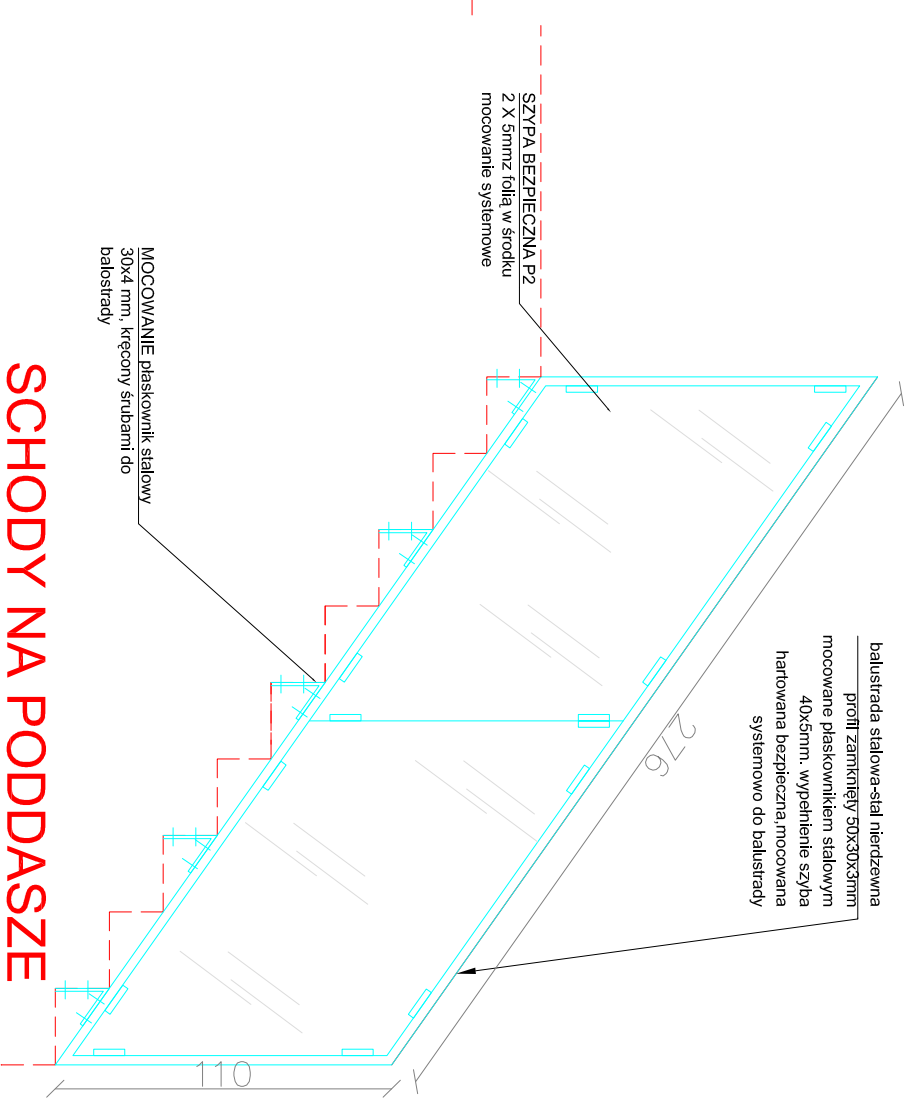 balustrada stalowa-stal nierdzewna
profil zamknięty 50x30x3mm
mocowane płaskownikiem stalowym
40x5mm. wypełnienie szyba
hartowana bezpieczna,mocowana
systemowo do balustrady
SZYPA BEZPIECZNA P2
2 X 5mmz folią w środku
mocowanie systemowe
276
110
MOCOWANIE płaskownik stalowy
30x4 mm, kręcony śrubami do
balostrady
SCHODY NA PODDASZE